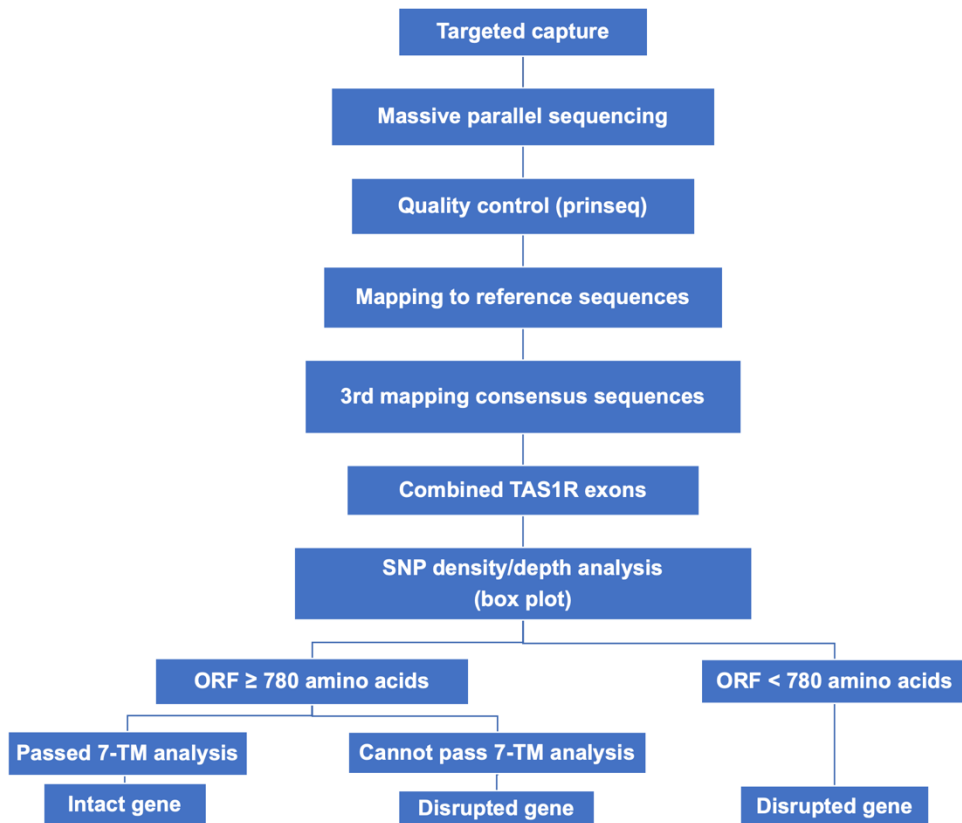 Targeted capture
Massive parallel sequencing
Quality control (prinseq)
Mapping to reference sequences
3rd mapping consensus sequences
Combined TAS1R exons
SNP density/depth analysis
(box plot)
ORF ≥ 780 amino acids
ORF < 780 amino acids
Passed 7-TM analysis
Cannot pass 7-TM analysis
Intact gene
Disrupted gene
Disrupted gene